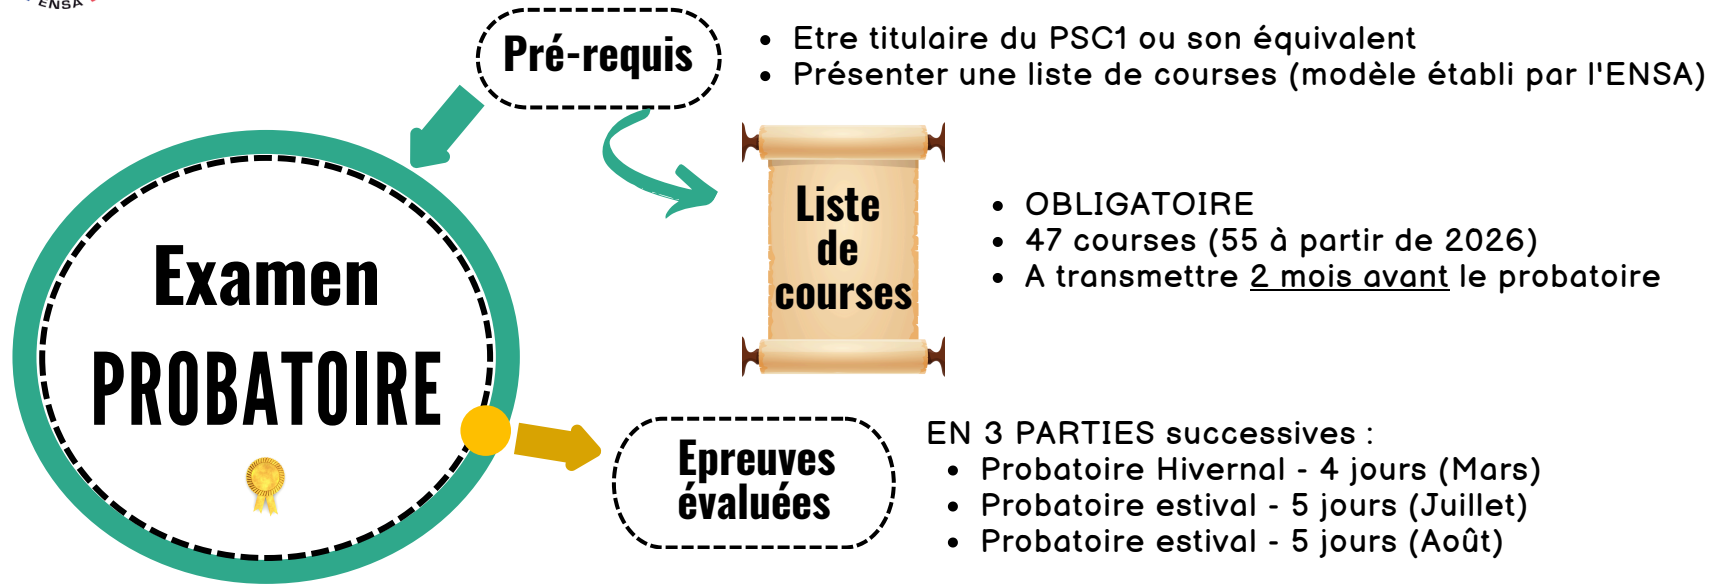 ENSA
Pré-requis
• Etre titulaire du PSC1 ou son équivalent
• Présenter une liste de courses (modèle établi par l'ENSA)
Liste
de
courses
• OBLIGATOIRE
• 47 courses (55 à partir de 2026)
• A transmettre 2 mois avant le probatoire
Examen
PROBATOIRE
Epreuves
évaluées
EN 3 PARTIES successives :
• Probatoire Hivernal - 4 jours (Mars)
• Probatoire estival - 5 jours (Juillet)
• Probatoire estival - 5 jours (Août)